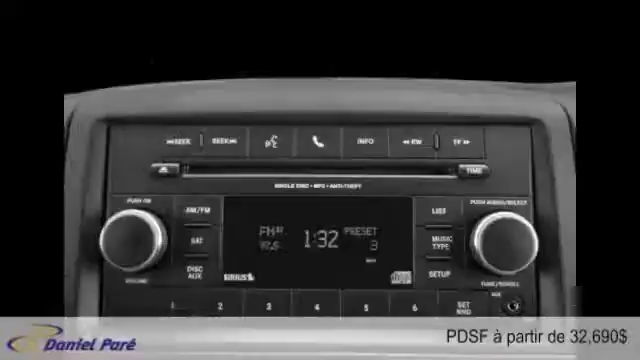 SEEK SEEK INFO RW FF
TIME
SINGLE DISC • MP3 • ANTI-THEFT
PUSH ON PUSH AUDIO/SELECT
AM/FM LIST
FM PRESET
1:32 3
SAT MUSIC TYPE
DISC AUX SETUP
SIRIUS
VOLUME TUNE/SCROLL
1 2 3 4 5 6 SET RND
Daniel Paré
PDSF à partir de 32,690$